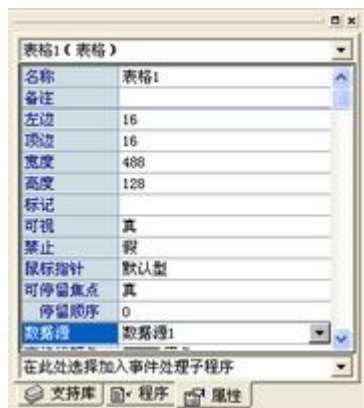 表格1（表格）
名称 表格1
备注
左边 16
顶边 16
宽度 488
高度 128
标记
可视 真
禁止 假
鼠标指针 默认型
可停留焦点 真
停留顺序 0
数据源 数据源1
在此处选择加入事件处理子程序
支持库 程序 属性